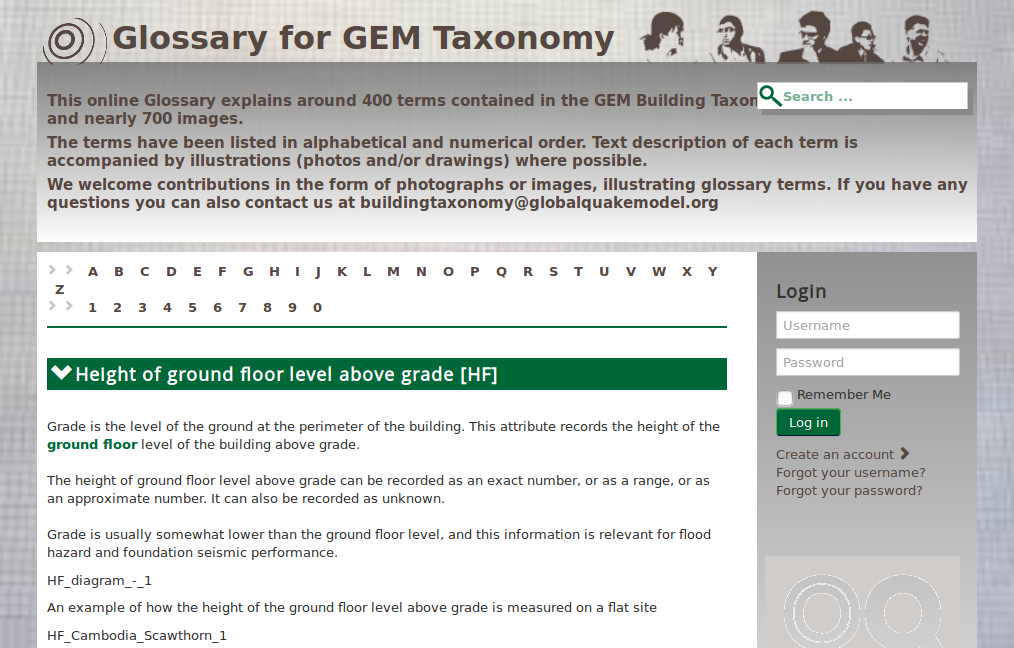 Glossary for GEM Taxonomy
This online Glossary explains around 400 terms contained in the GEM Building
Search ...
and nearly 700 images.
The terms have been listed in alphabetical and numerical order. Text description of each term is
accompanied by illustrations (photos and/or drawings) where possible.
We welcome contributions in the form of photographs or images, illustrating glossary terms. If you have any
questions you can also contact us at buildingtaxonomy@globalquakemodel.org
A B C D E F G H I J K L M N O P Q R S T U V W X Y
Z
1 2 3 4 5 6 7 8 9 0
Height of ground floor level above grade [HF]
Grade is the level of the ground at the perimeter of the building. This attribute records the height of the
ground floor level of the building above grade.
The height of ground floor level above grade can be recorded as an exact number, or as a range, or as
an approximate number. It can also be recorded as unknown.
Grade is usually somewhat lower than the ground floor level, and this information is relevant for flood
hazard and foundation seismic performance.
HF_diagram_-_1
An example of how the height of the ground floor level above grade is measured on a flat site
HF_Cambodia_Scawthorn_1
Login
Username
Password
Remember Me
Log in
Create an account
Forgot your username?
Forgot your password?